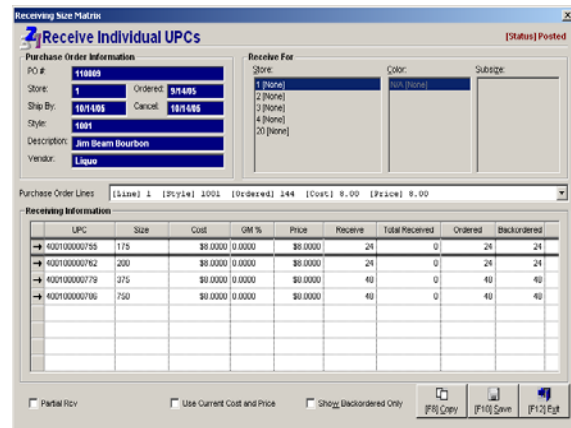 Receiving Size Matrix
Receive Individual UPCs
[Status] Posted
Purchase Order Information
PO #: 110089
Store: 1 Ordered: 9/14/05
Ship By: 10/14/05 Cancel: 10/14/05
Style: 1001
Description: Jim Beam Bourbon
Vendor: Liquo
Receive For
Store: Color: Subsize:
1 [None] N/A [None]
2 [None]
3 [None]
4 [None]
20 [None]
Purchase Order Lines [Line] 1 [Style] 1001 [Ordered] 144 [Cost] 8.00 [Price] 8.00
Receiving Information
UPC Size Cost GM % Price Receive Total Received Ordered Backordered
400100000755 175 $8.0000 0.0000 $8.0000 24 0 24 24
400100000762 200 $8.0000 0.0000 $8.0000 24 0 24 24
400100000779 375 $8.0000 0.0000 $8.0000 48 0 48 48
400100000786 750 $8.0000 0.0000 $8.0000 48 0 48 48
Partial Rcv Use Current Cost and Price Show Backordered Only [F8] Copy [F10] Save [F12] Exit